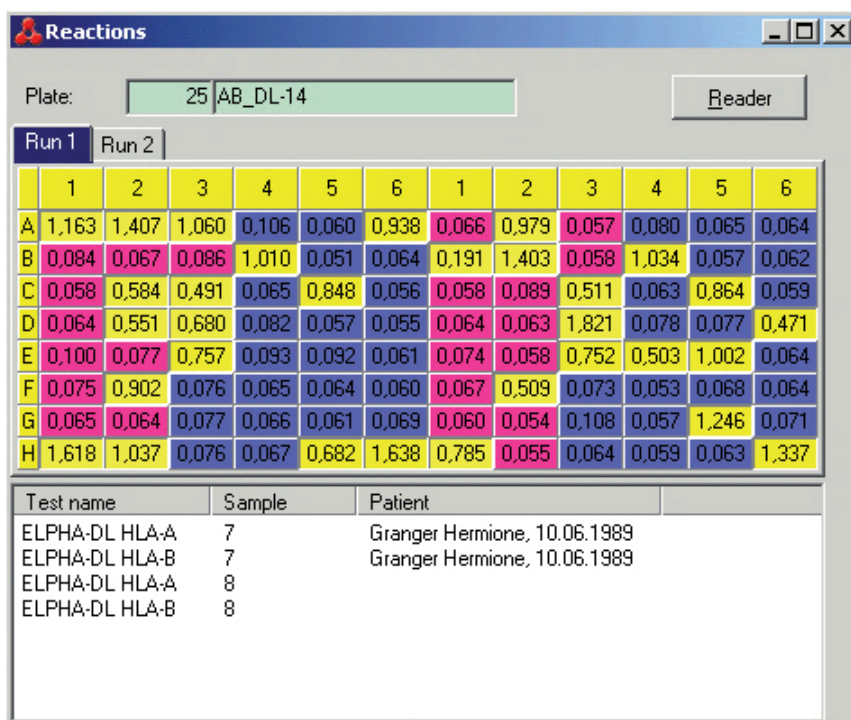 Reactions
Plate: 25 AB_DL-14 Reader
Run 1 Run 2
1 2 3 4 5 6 1 2 3 4 5 6
A 1,163 1,407 1,060 0,106 0,060 0,938 0,066 0,979 0,057 0,080 0,065 0,064
B 0,084 0,067 0,086 1,010 0,051 0,064 0,191 1,403 0,058 1,034 0,057 0,062
C 0,058 0,584 0,491 0,065 0,848 0,056 0,058 0,089 0,511 0,063 0,864 0,059
D 0,064 0,551 0,680 0,082 0,057 0,055 0,064 0,063 1,821 0,078 0,077 0,471
E 0,100 0,077 0,757 0,093 0,092 0,061 0,074 0,058 0,752 0,503 1,002 0,064
F 0,075 0,902 0,076 0,065 0,064 0,060 0,067 0,509 0,073 0,053 0,068 0,064
G 0,065 0,064 0,077 0,066 0,061 0,069 0,060 0,054 0,108 0,057 1,246 0,071
H 1,618 1,037 0,076 0,067 0,682 1,638 0,785 0,055 0,064 0,059 0,063 1,337
Test name Sample Patient
ELPHA-DL HLA-A 7 Granger Hermione, 10.06.1989
ELPHA-DL HLA-B 7 Granger Hermione, 10.06.1989
ELPHA-DL HLA-A 8
ELPHA-DL HLA-B 8